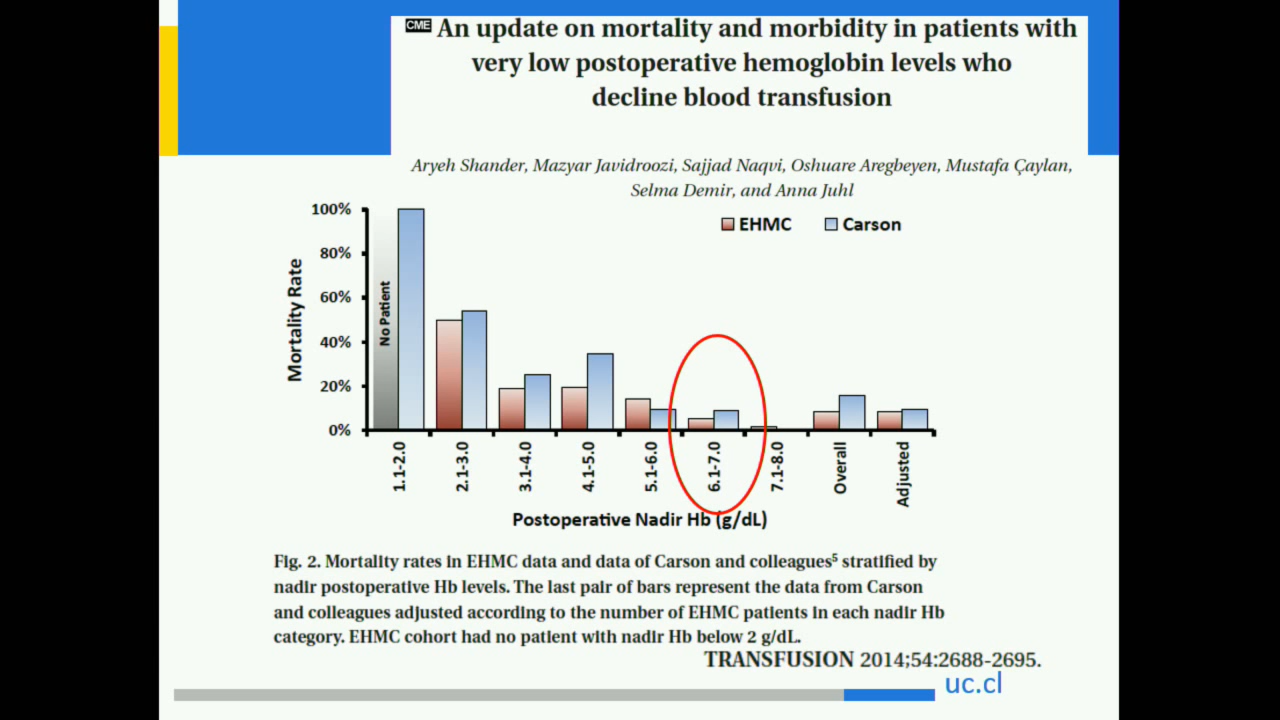 CME An update on mortality and morbidity in patients with
very low postoperative hemoglobin levels who
decline blood transfusion
Aryeh Shander, Mazyar Javidroozi, Sajjad Naqvi, Oshuare Aregbeyen, Mustafa Çaylan,
Selma Demir, and Anna Juhl
100%
80%
60%
40%
20%
0%
Mortality Rate
EHMC
Carson
No Patient
1.1-2.0
2.1-3.0
3.1-4.0
4.1-5.0
5.1-6.0
6.1-7.0
7.1-8.0
Overall
Adjusted
Postoperative Nadir Hb (g/dL)
Fig. 2. Mortality rates in EHMC data and data of Carson and colleagues⁵ stratified by
nadir postoperative Hb levels. The last pair of bars represent the data from Carson
and colleagues adjusted according to the number of EHMC patients in each nadir Hb
category. EHMC cohort had no patient with nadir Hb below 2 g/dL.
TRANSFUSION 2014;54:2688-2695.
uc.cl